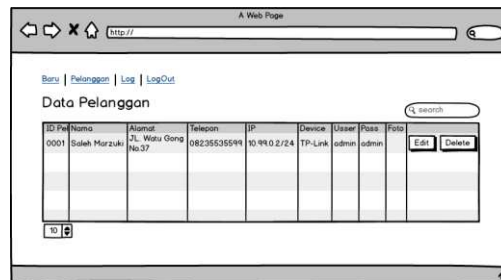 A Web Page
http://
Baru | Pelanggan | Log | LogOut
Data Pelanggan
search
ID Pel Nama Alamat Telepon IP Device Usser Pass Foto
0001 Saleh Marzuki JL. Watu Gong No.37 08235535599 10.99.0.2/24 TP-Link admin admin Edit Delete
10